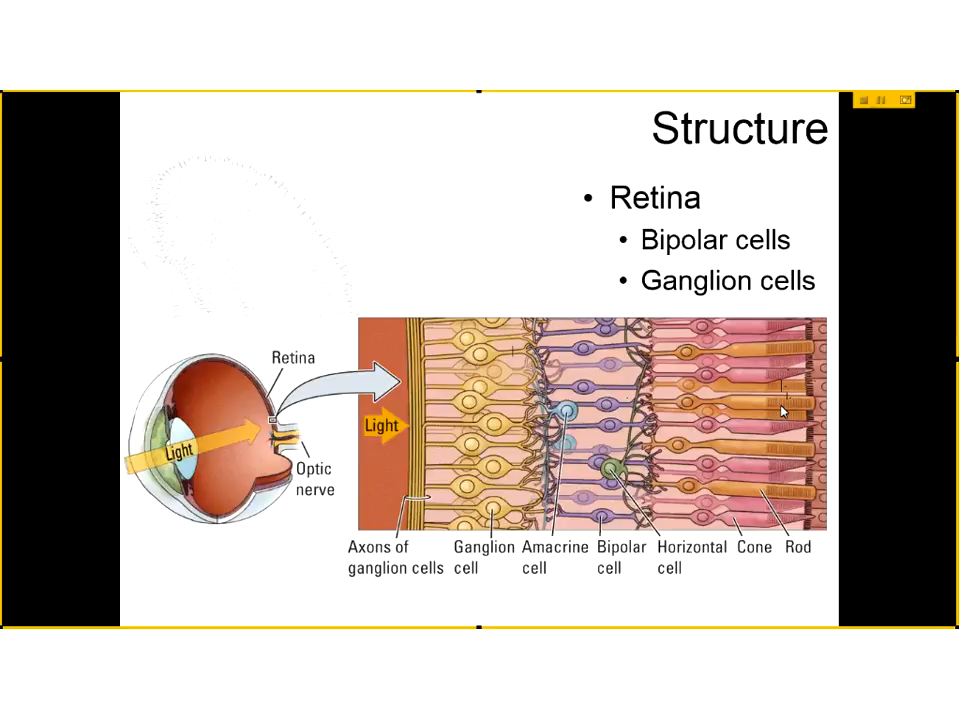 Structure
• Retina
• Bipolar cells
• Ganglion cells
Retina
Light
Optic
nerve
Light
Axons of
ganglion cells
Ganglion
cell
Amacrine
cell
Bipolar
cell
Horizontal
cell
Cone
Rod